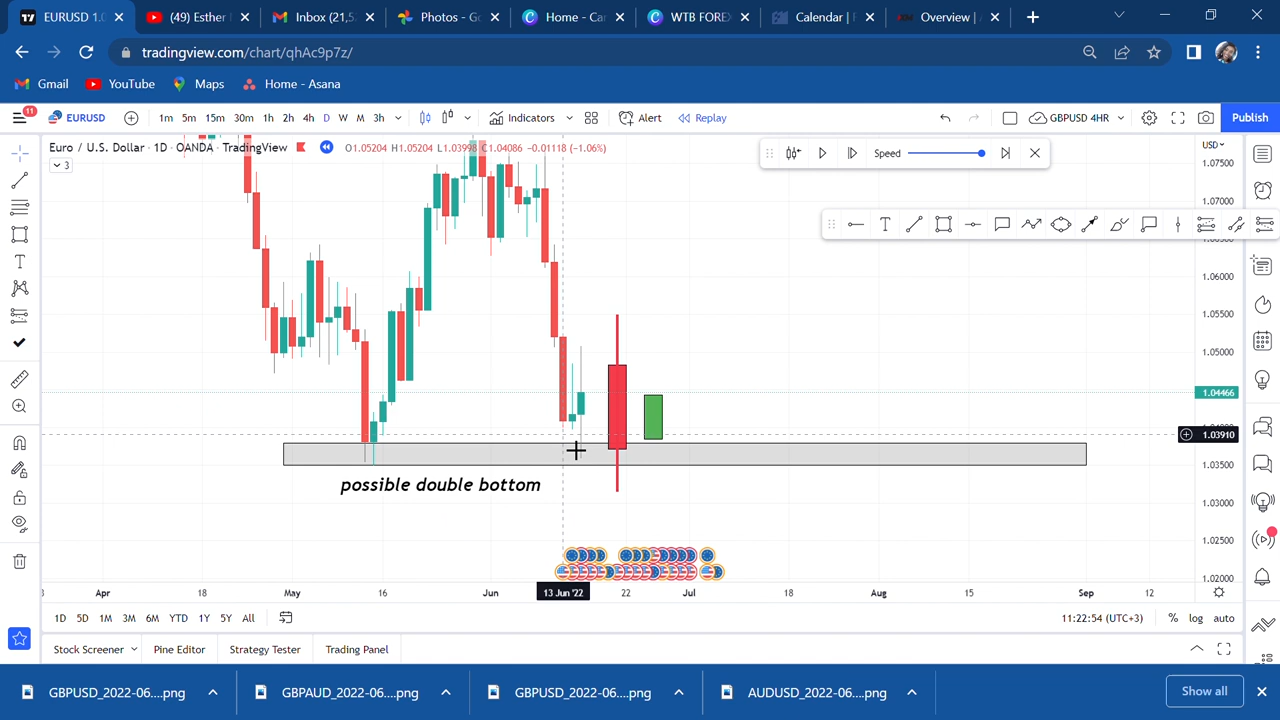 EURUSD 1.0
(49) Esther
Inbox (21,5
Photos - Go
Home - Can
WTB FOREX
Calendar | F
Overview | A
tradingview.com/chart/qhAc9p7z/
Gmail
YouTube
Maps
Home - Asana
11
EURUSD
1m 5m 15m 30m 1h 2h 4h D W M 3h
Indicators
Alert
Replay
GBPUSD 4HR
Publish
Euro / U.S. Dollar · 1D · OANDA · TradingView
O1.05204 H1.05204 L1.03998 C1.04086 -0.01118 (-1.06%)
3
Speed
USD
1.07500
1.07000
1.06000
1.05500
1.05000
1.04466
1.03910
1.03500
1.03000
1.02500
1.02000
possible double bottom
Apr 18 May 16 Jun 13 Jun '22 22 Jul 18 Aug 15 Sep 12
1D 5D 1M 3M 6M YTD 1Y 5Y All
11:22:54 (UTC+3)
% log auto
Stock Screener
Pine Editor
Strategy Tester
Trading Panel
GBPUSD_2022-06....png
GBPAUD_2022-06....png
GBPUSD_2022-06....png
AUDUSD_2022-06....png
Show all